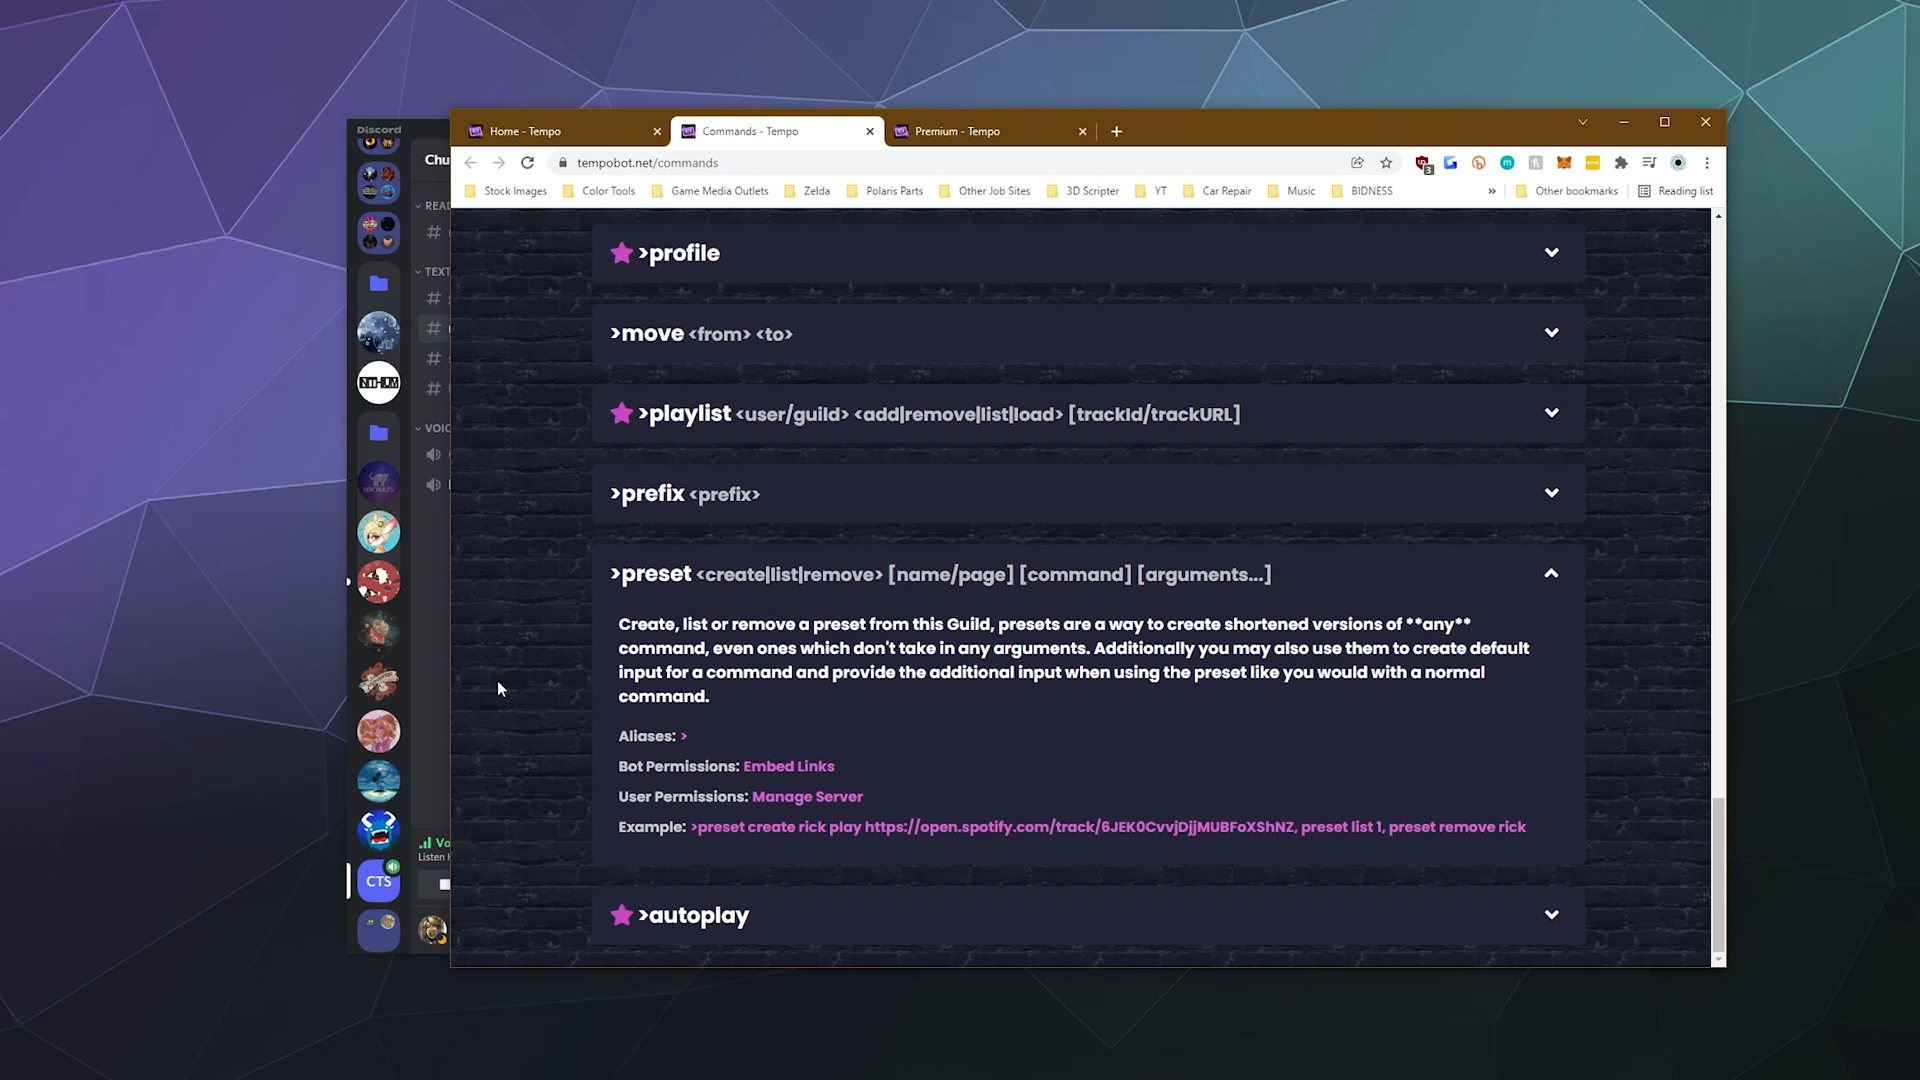 Discord
Home - Tempo
Commands - Tempo
Premium - Tempo
tempobot.net/commands
3
Stock Images
Color Tools
Game Media Outlets
Zelda
Polaris Parts
Other Job Sites
3D Scripter
YT
Car Repair
Music
BIDNESS
»
Other bookmarks
Reading list
Chu
READ
TEXT
VOIC
Vo
Listen
CTS
>profile
>move <from> <to>
>playlist <user/guild> <add|remove|list|load> [trackId/trackURL]
>prefix <prefix>
>preset <create|list|remove> [name/page] [command] [arguments...]
Create, list or remove a preset from this Guild, presets are a way to create shortened versions of **any**
command, even ones which don't take in any arguments. Additionally you may also use them to create default
input for a command and provide the additional input when using the preset like you would with a normal
command.
Aliases: >
Bot Permissions: Embed Links
User Permissions: Manage Server
Example: >preset create rick play https://open.spotify.com/track/6JEK0CvvjDjjMUBFoXShNZ, preset list 1, preset remove rick
>autoplay